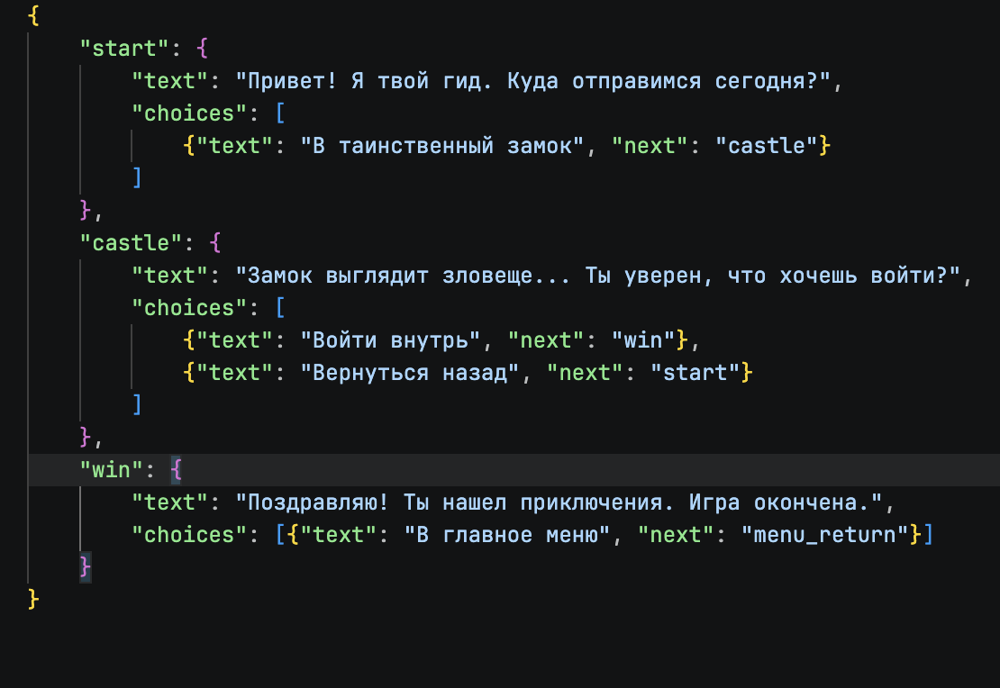 {
    "start": {
        "text": "Привет! Я твой гид. Куда отправимся сегодня?",
        "choices": [
            {"text": "В таинственный замок", "next": "castle"}
        ]
    },
    "castle": {
        "text": "Замок выглядит зловеще... Ты уверен, что хочешь войти?",
        "choices": [
            {"text": "Войти внутрь", "next": "win"},
            {"text": "Вернуться назад", "next": "start"}
        ]
    },
    "win": {
        "text": "Поздравляю! Ты нашел приключения. Игра окончена.",
        "choices": [{"text": "В главное меню", "next": "menu_return"}]
    }
}